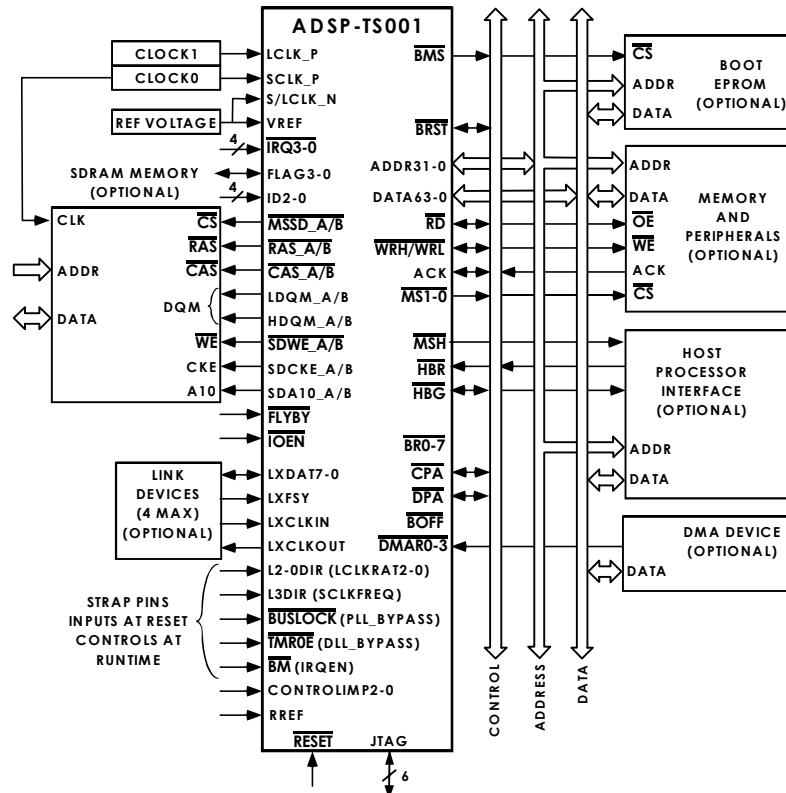 ADSP-TS001
CLOCK1
CLOCK0
REF VOLTAGE
SDRAM MEMORY
(OPTIONAL)
CLK
ADDR
DATA
CS
RAS
CAS
DQM
WE
CKE
A10
LINK
DEVICES
(4 MAX)
(OPTIONAL)
STRAP PINS
INPUTS AT RESET
CONTROLS AT
RUNTIME
4
4
LCLK_P
SCLK_P
S/LCLK_N
VREF
IRQ3-0
FLAG3-0
ID2-0
MSSD_A/B
RAS_A/B
CAS_A/B
LDQM_A/B
HDQM_A/B
SDWE_A/B
SDCKE_A/B
SDA10_A/B
FLYBY
IOEN
LXDAT7-0
LXFSY
LXCLKIN
LXCLKOUT
L2-0DIR (LCLKRAT2-0)
L3DIR (SCLKFREQ)
BUSLOCK (PLL_BYPASS)
TMR0E (DLL_BYPASS)
BM (IRQEN)
CONTROLIMP2-0
RREF
RESET
JTAG
6
BMS
BRST
ADDR31-0
DATA63-0
RD
WRH/WRL
ACK
MS1-0
MSH
HBR
HBG
BR0-7
CPA
DPA
BOFF
DMAR0-3
CONTROL
ADDRESS
DATA
CS
ADDR
DATA
BOOT
EPROM
(OPTIONAL)
ADDR
DATA
OE
WE
ACK
CS
MEMORY
AND
PERIPHERALS
(OPTIONAL)
HOST
PROCESSOR
INTERFACE
(OPTIONAL)
ADDR
DATA
DMA DEVICE
(OPTIONAL)
DATA